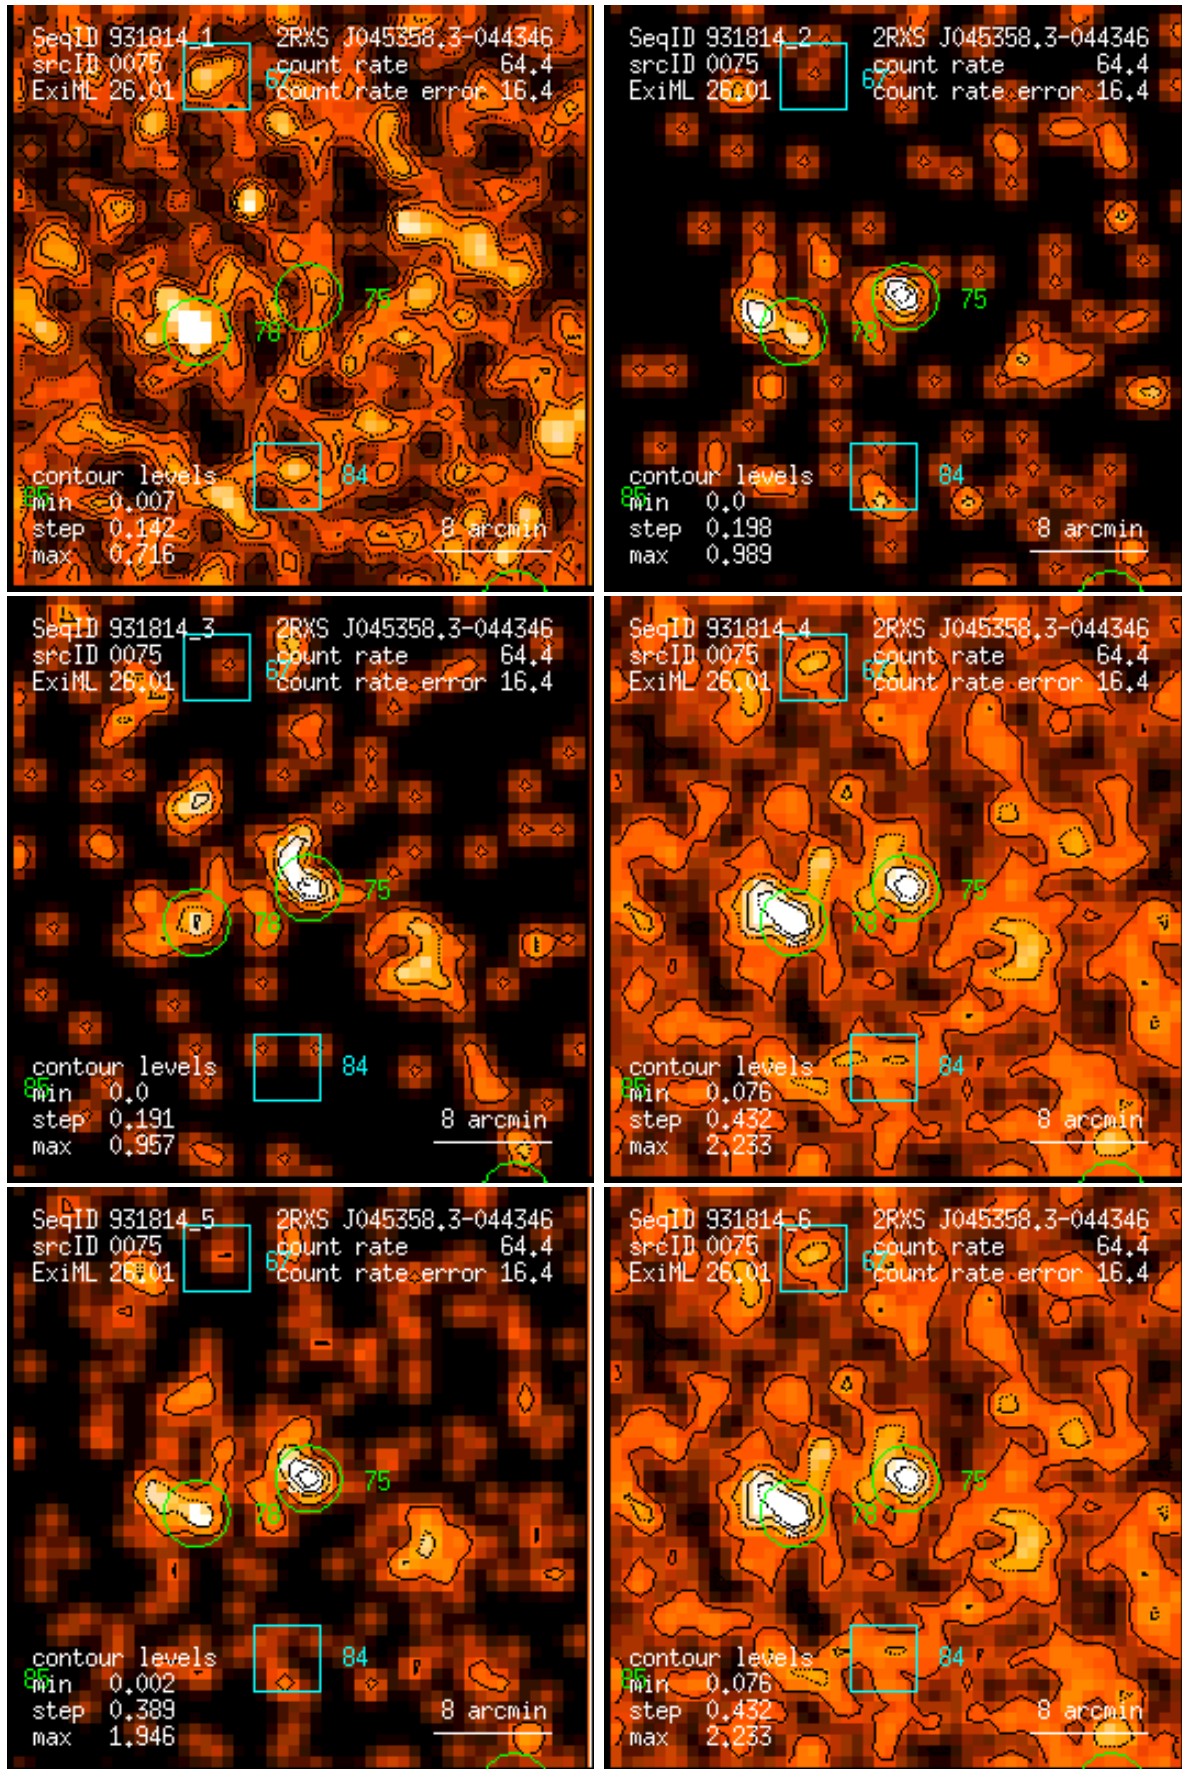 SeqID 931814_1 2RXS J045358.3-044346
srcID 0075 count rate 64.4
ExiML 26.01 67 count rate error 16.4
75
78
contour levels 84
85
min 0.007
step 0.142 8 arcmin
max 0.716
SeqID 931814_2 2RXS J045358.3-044346
srcID 0075 count rate 64.4
ExiML 26.01 67 count rate error 16.4
75
78
contour levels 84
85
min 0.0
step 0.198 8 arcmin
max 0.989
SeqID 931814_3 2RXS J045358.3-044346
srcID 0075 count rate 64.4
ExiML 26.01 67 count rate error 16.4
75
78
contour levels 84
85
min 0.0
step 0.191 8 arcmin
max 0.957
SeqID 931814_4 2RXS J045358.3-044346
srcID 0075 count rate 64.4
ExiML 26.01 67 count rate error 16.4
75
78
contour levels 84
85
min 0.076
step 0.432 8 arcmin
max 2.233
SeqID 931814_5 2RXS J045358.3-044346
srcID 0075 count rate 64.4
ExiML 26.01 67 count rate error 16.4
75
78
contour levels 84
85
min 0.002
step 0.389 8 arcmin
max 1.946
SeqID 931814_6 2RXS J045358.3-044346
srcID 0075 count rate 64.4
ExiML 26.01 67 count rate error 16.4
75
78
contour levels 84
85
min 0.076
step 0.432 8 arcmin
max 2.233